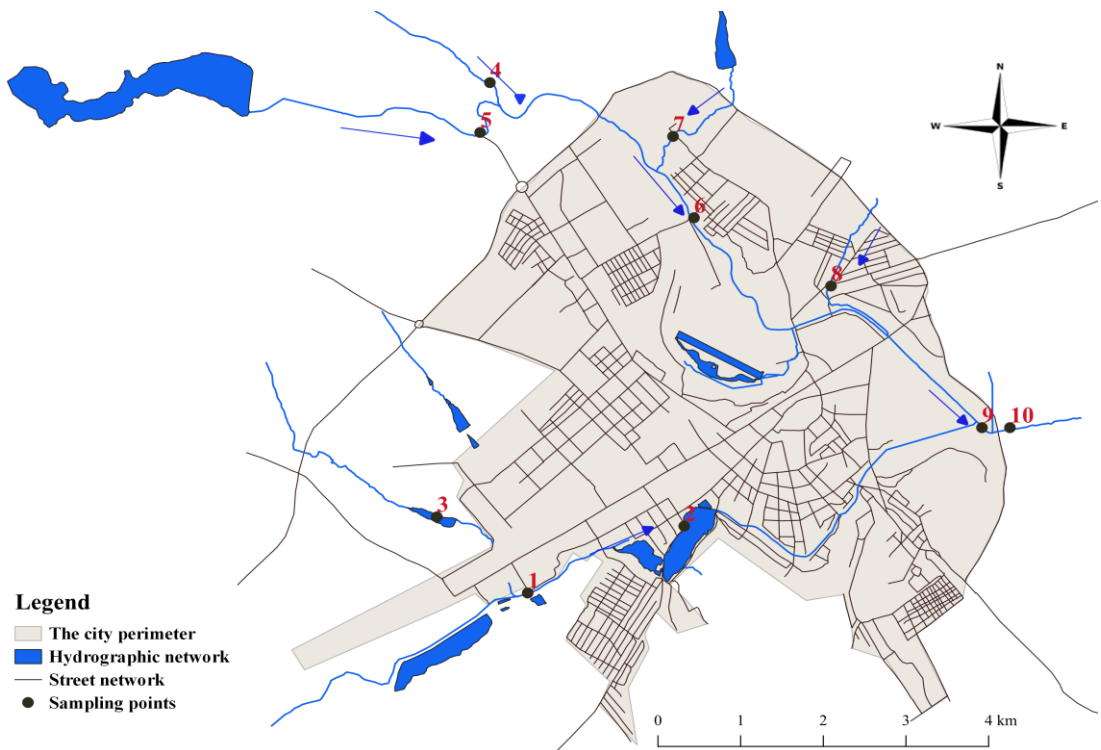 4
5
7
N
W E
S
6
8
9 10
3
2
1
Legend
The city perimeter
Hydrographic network
Street network
Sampling points
0 1 2 3 4 km